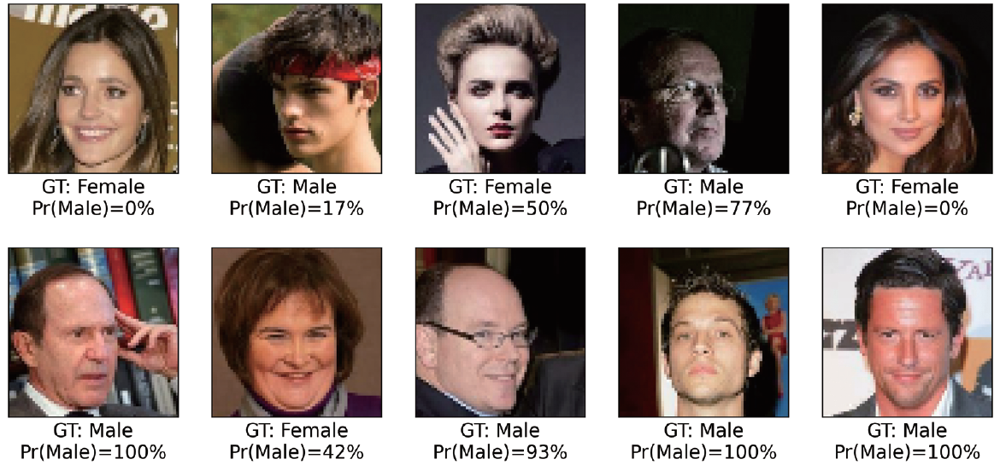 GT: Female
Pr(Male)=0%
GT: Male
Pr(Male)=17%
GT: Female
Pr(Male)=50%
GT: Male
Pr(Male)=77%
GT: Female
Pr(Male)=0%
GT: Male
Pr(Male)=100%
GT: Female
Pr(Male)=42%
GT: Male
Pr(Male)=93%
GT: Male
Pr(Male)=100%
GT: Male
Pr(Male)=100%